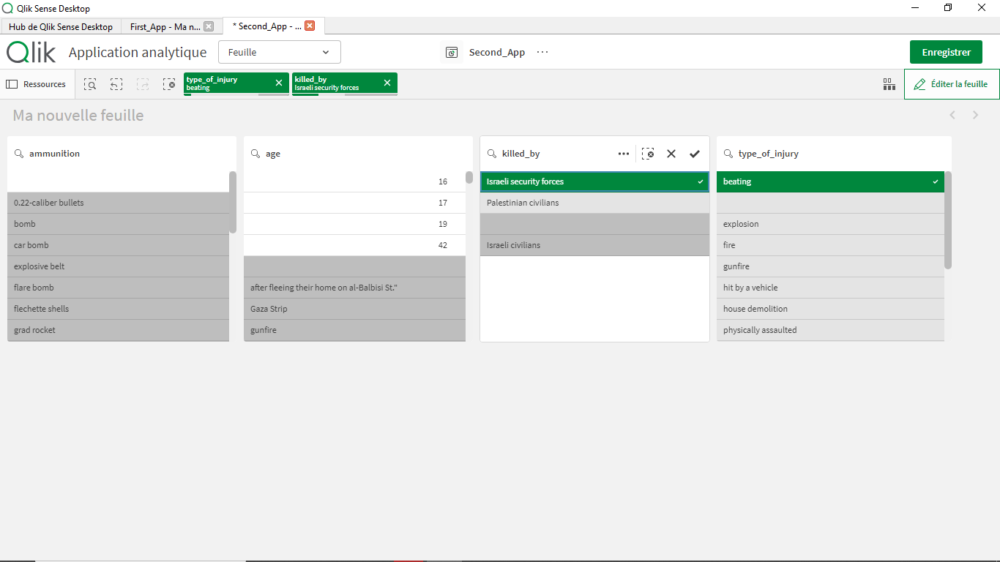 Qlik Sense Desktop
Hub de Qlik Sense Desktop
First_App - Ma n...
* Second_App - ...
Qlik
Application analytique
Feuille
Second_App
Enregistrer
Ressources
type_of_injury
beating
killed_by
Israeli security forces
Éditer la feuille
Ma nouvelle feuille
ammunition
0.22-caliber bullets
bomb
car bomb
explosive belt
flare bomb
flechette shells
grad rocket
age
16
17
19
42
after fleeing their home on al-Balbisi St."
Gaza Strip
gunfire
killed_by
Israeli security forces
Palestinian civilians
Israeli civilians
type_of_injury
beating
explosion
fire
gunfire
hit by a vehicle
house demolition
physically assaulted